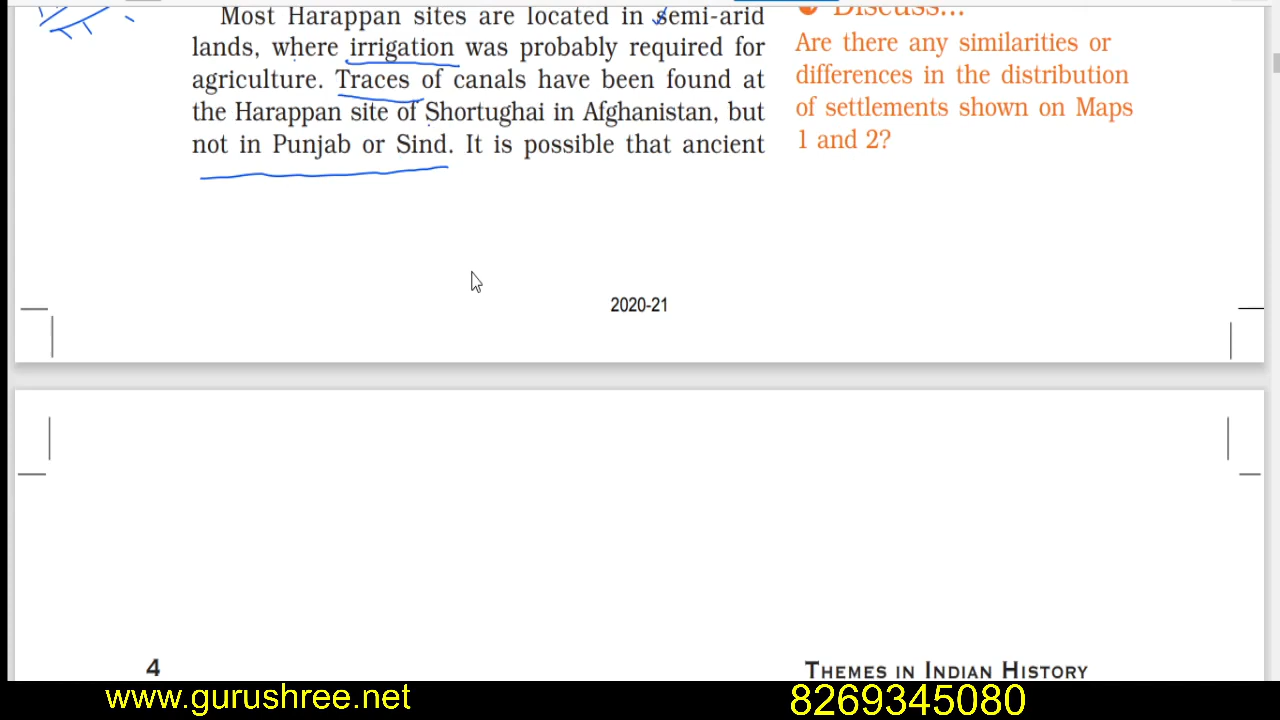 Most Harappan sites are located in semi-arid
lands, where irrigation was probably required for
agriculture. Traces of canals have been found at
the Harappan site of Shortughai in Afghanistan, but
not in Punjab or Sind. It is possible that ancient
Discuss...
Are there any similarities or
differences in the distribution
of settlements shown on Maps
1 and 2?
2020-21
4
THEMES IN INDIAN HISTORY
www.gurushree.net
8269345080